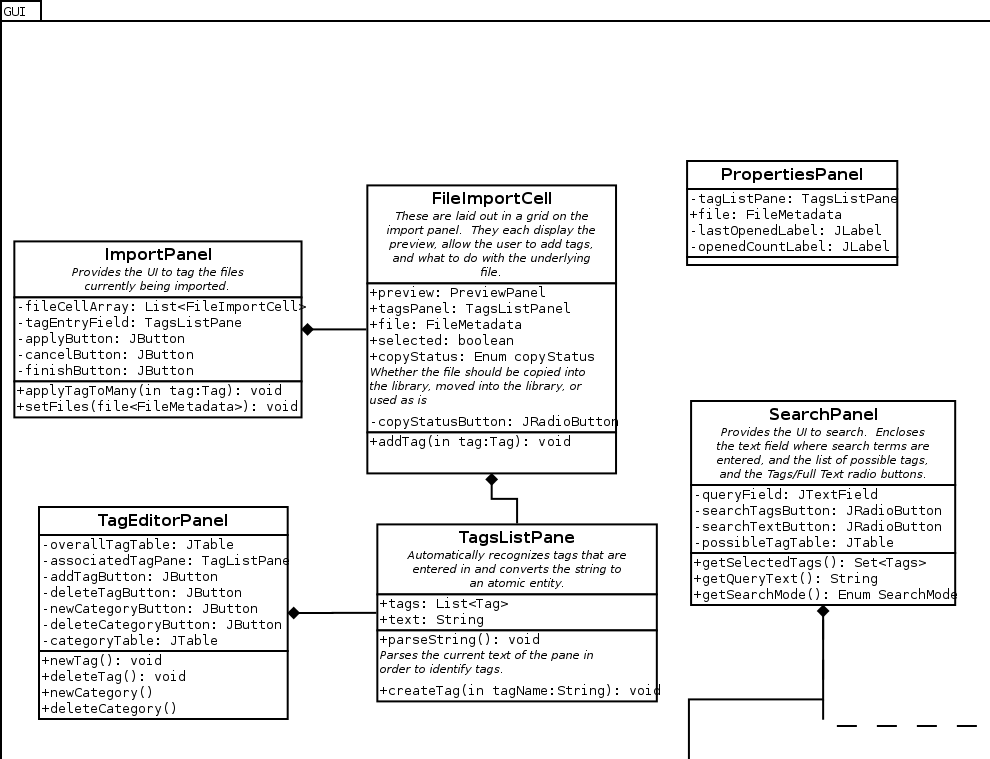 GUI
PropertiesPanel
-tagListPane: TagsListPane
+file: FileMetadata
-lastOpenedLabel: JLabel
-openedCountLabel: JLabel
FileImportCell
These are laid out in a grid on the
import panel.  They each display the
preview, allow the user to add tags,
and what to do with the underlying
file.
+preview: PreviewPanel
+tagsPanel: TagsListPanel
+file: FileMetadata
+selected: boolean
+copyStatus: Enum copyStatus
Whether the file should be copied into
the library, moved into the library, or
used as is
-copyStatusButton: JRadioButton
+addTag(in tag:Tag): void
ImportPanel
Provides the UI to tag the files
currently being imported.
-fileCellArray: List<FileImportCell>
-tagEntryField: TagsListPane
-applyButton: JButton
-cancelButton: JButton
-finishButton: JButton
+applyTagToMany(in tag:Tag): void
+setFiles(file<FileMetadata>): void
SearchPanel
Provides the UI to search.  Encloses
the text field where search terms are
entered, and the list of possible tags,
and the Tags/Full Text radio buttons.
-queryField: JTextField
-searchTagsButton: JRadioButton
-searchTextButton: JRadioButton
-possibleTagTable: JTable
+getSelectedTags(): Set<Tags>
+getQueryText(): String
+getSearchMode(): Enum SearchMode
TagEditorPanel
-overallTagTable: JTable
-associatedTagPane: TagListPane
-addTagButton: JButton
-deleteTagButton: JButton
-newCategoryButton: JButton
-deleteCategoryButton: JButton
-categoryTable: JTable
+newTag(): void
+deleteTag(): void
+newCategory()
+deleteCategory()
TagsListPane
Automatically recognizes tags that are
entered in and converts the string to
an atomic entity.
+tags: List<Tag>
+text: String
+parseString(): void
Parses the current text of the pane in
order to identify tags.
+createTag(in tagName:String): void